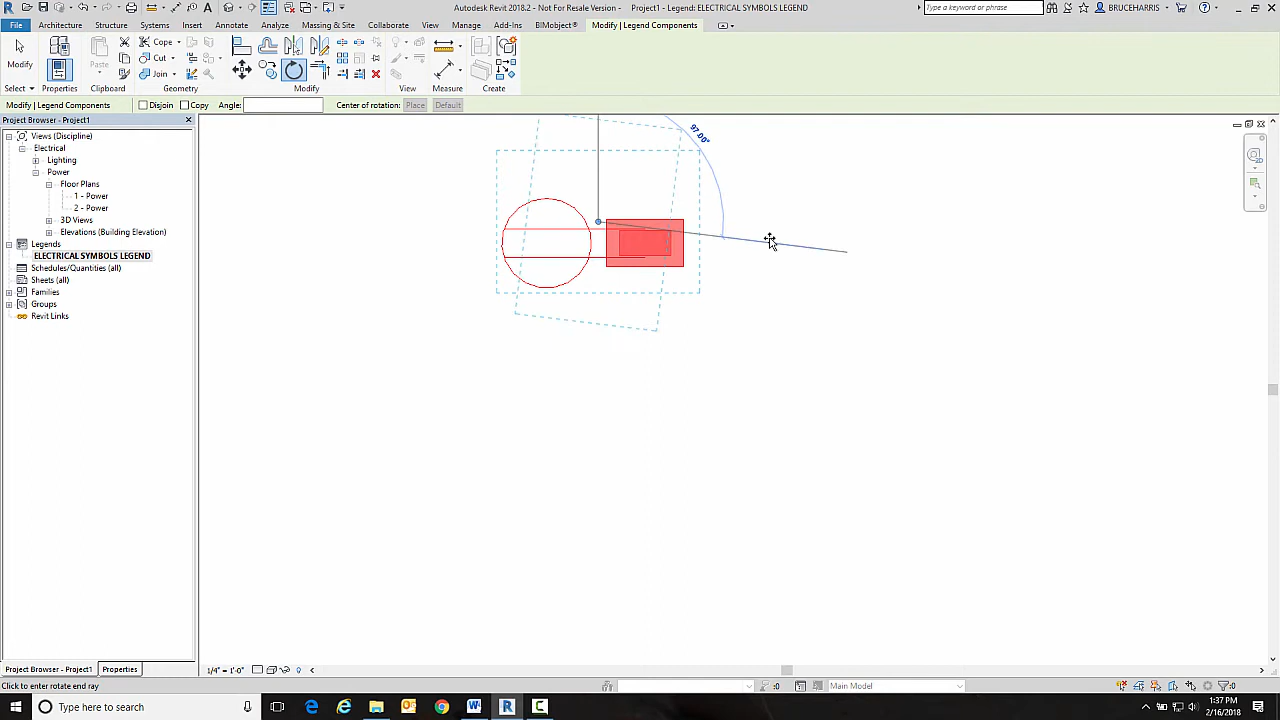 Autodesk Revit 2018.2 - Not For Resale Version - Project1 - Legend: ELECTRICAL SYMBOLS LEGEND
Type a keyword or phrase
BRUCEHARRIS
File Architecture Structure Systems Insert Annotate Analyze Massing & Site Collaborate View Manage Add-Ins BIMobject® Modify | Legend Components
Modify Paste Cope Cut Join
Select Properties Clipboard Geometry Modify View Measure Create
Modify | Legend Components Disjoin Copy Angle: Center of rotation: Place Default
Project Browser - Project1
Views (Discipline)
Electrical
Lighting
Power
Floor Plans
1 - Power
2 - Power
3D Views
Elevations (Building Elevation)
Legends
ELECTRICAL SYMBOLS LEGEND
Schedules/Quantities (all)
Sheets (all)
Families
Groups
Revit Links
97.00°
Project Browser - Project1 Properties
1/4" = 1'-0"
Click to enter rotate end ray
:0
Main Model
:0
Type here to search
1:37 PM
2/16/2018